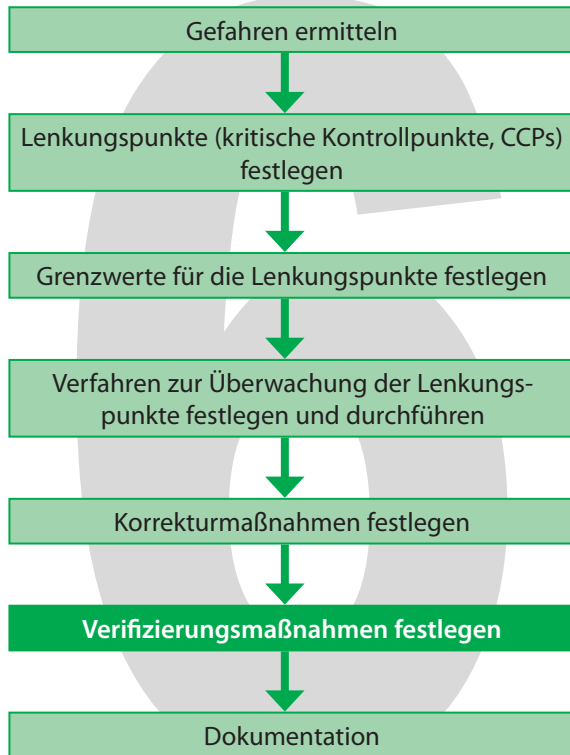 Gefahren ermitteln
Lenkungspunkte (kritische Kontrollpunkte, CCPs)
festlegen
Grenzwerte für die Lenkungspunkte festlegen
Verfahren zur Überwachung der Lenkungs-
punkte festlegen und durchführen
Korrekturmaßnahmen festlegen
Verifizierungsmaßnahmen festlegen
Dokumentation
6